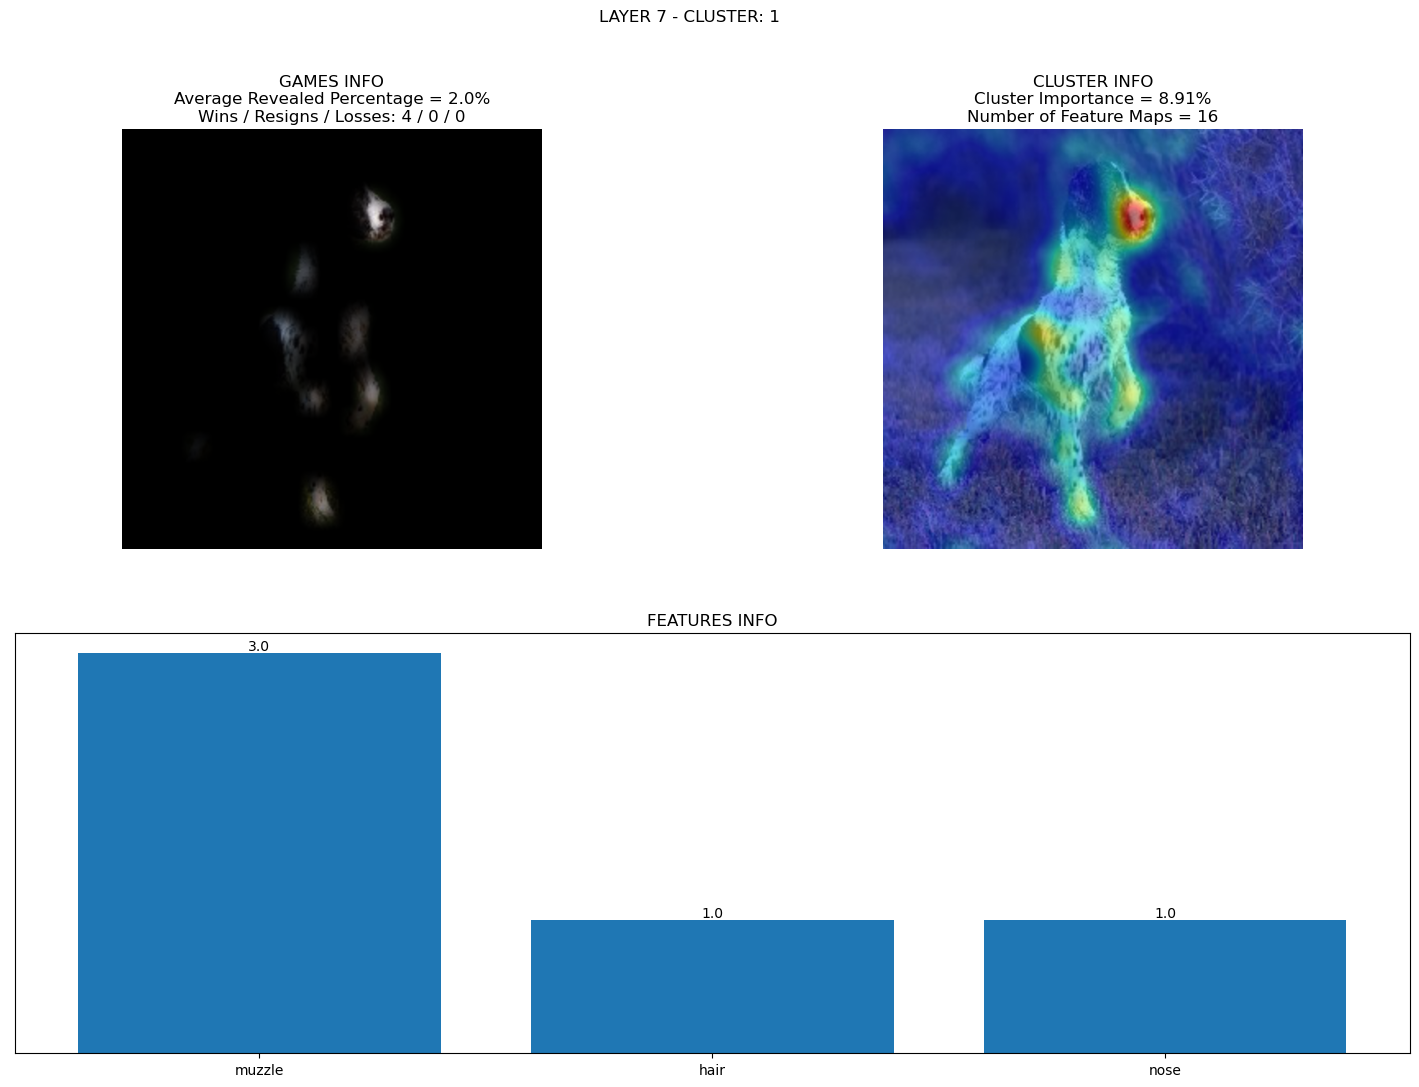 LAYER 7 - CLUSTER: 1
GAMES INFO
Average Revealed Percentage = 2.0%
Wins / Resigns / Losses: 4 / 0 / 0
CLUSTER INFO
Cluster Importance = 8.91%
Number of Feature Maps = 16
FEATURES INFO
3.0
1.0
1.0
muzzle
hair
nose